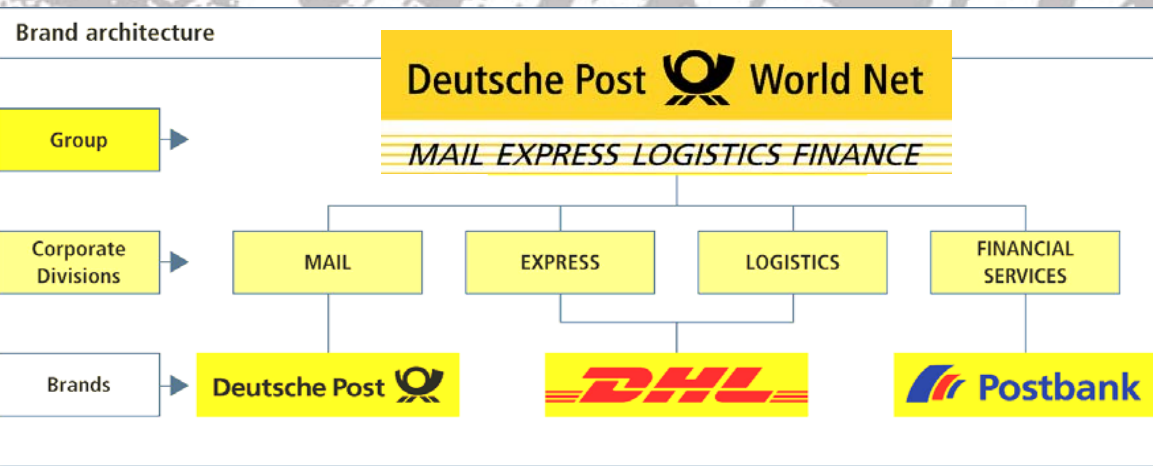 Brand architecture
Deutsche Post World Net
MAIL EXPRESS LOGISTICS FINANCE
Group
Corporate
Divisions
MAIL
EXPRESS
LOGISTICS
FINANCIAL
SERVICES
Brands
Deutsche Post
DHL
Postbank